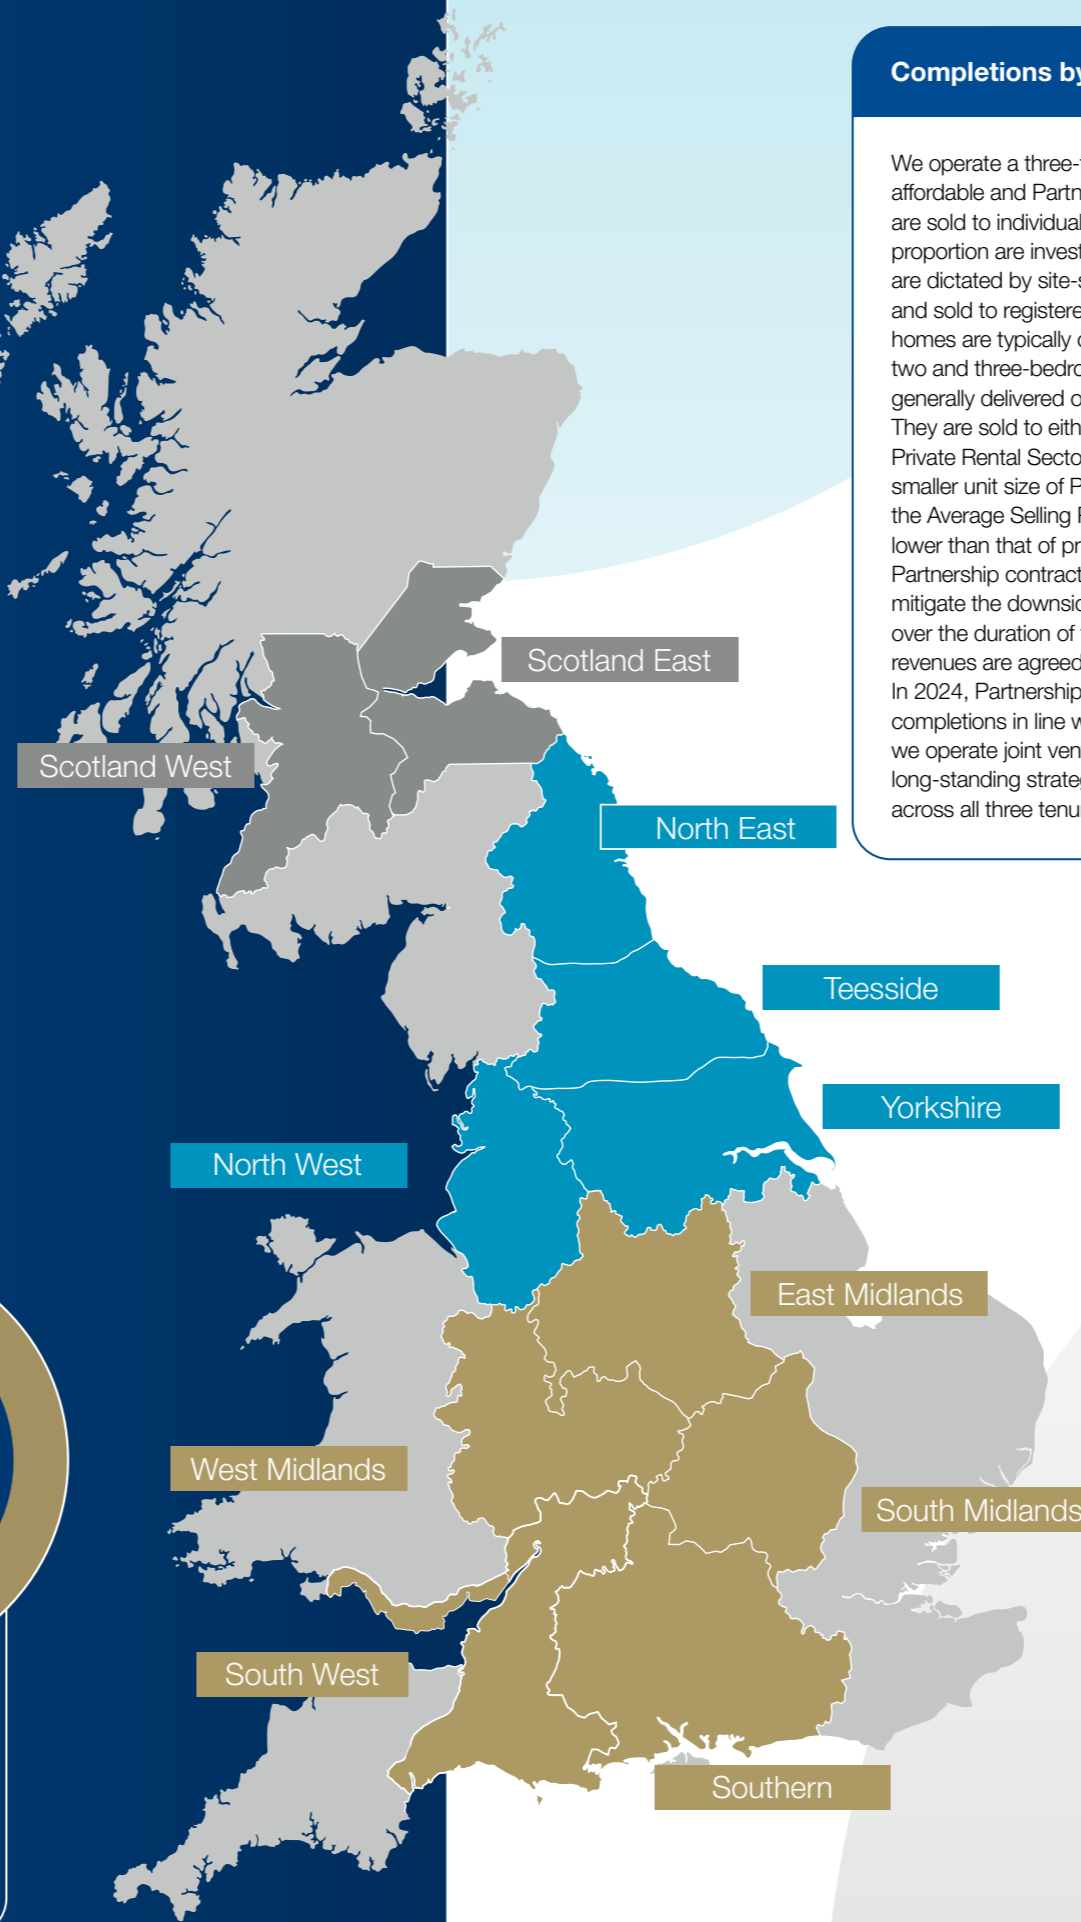 Completions by
We operate a three-
affordable and Partn
are sold to individual
proportion are invest
are dictated by site-s
and sold to registere
homes are typically
two and three-bedro
generally delivered o
They are sold to eith
Private Rental Secto
smaller unit size of P
the Average Selling
lower than that of pr
Partnership contract
mitigate the downsid
over the duration of
revenues are agreed
In 2024, Partnership
completions in line w
we operate joint ven
long-standing strateg
across all three tenu
Scotland East
Scotland West
North East
Teesside
Yorkshire
North West
East Midlands
West Midlands
South Midlands
South West
Southern